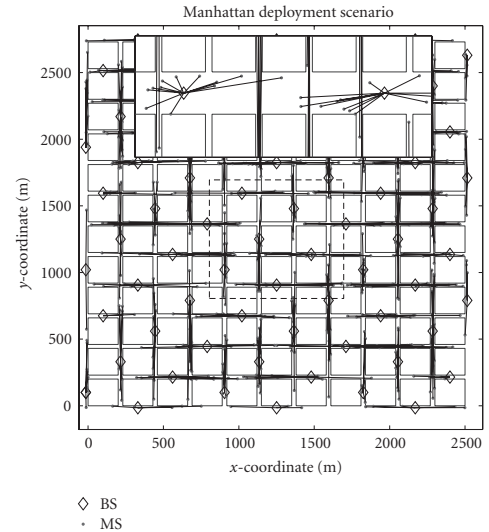 Manhattan deployment scenario
2500
2000
1500
1000
500
0
y-coordinate (m)
0 500 1000 1500 2000 2500
x-coordinate (m)
BS
MS